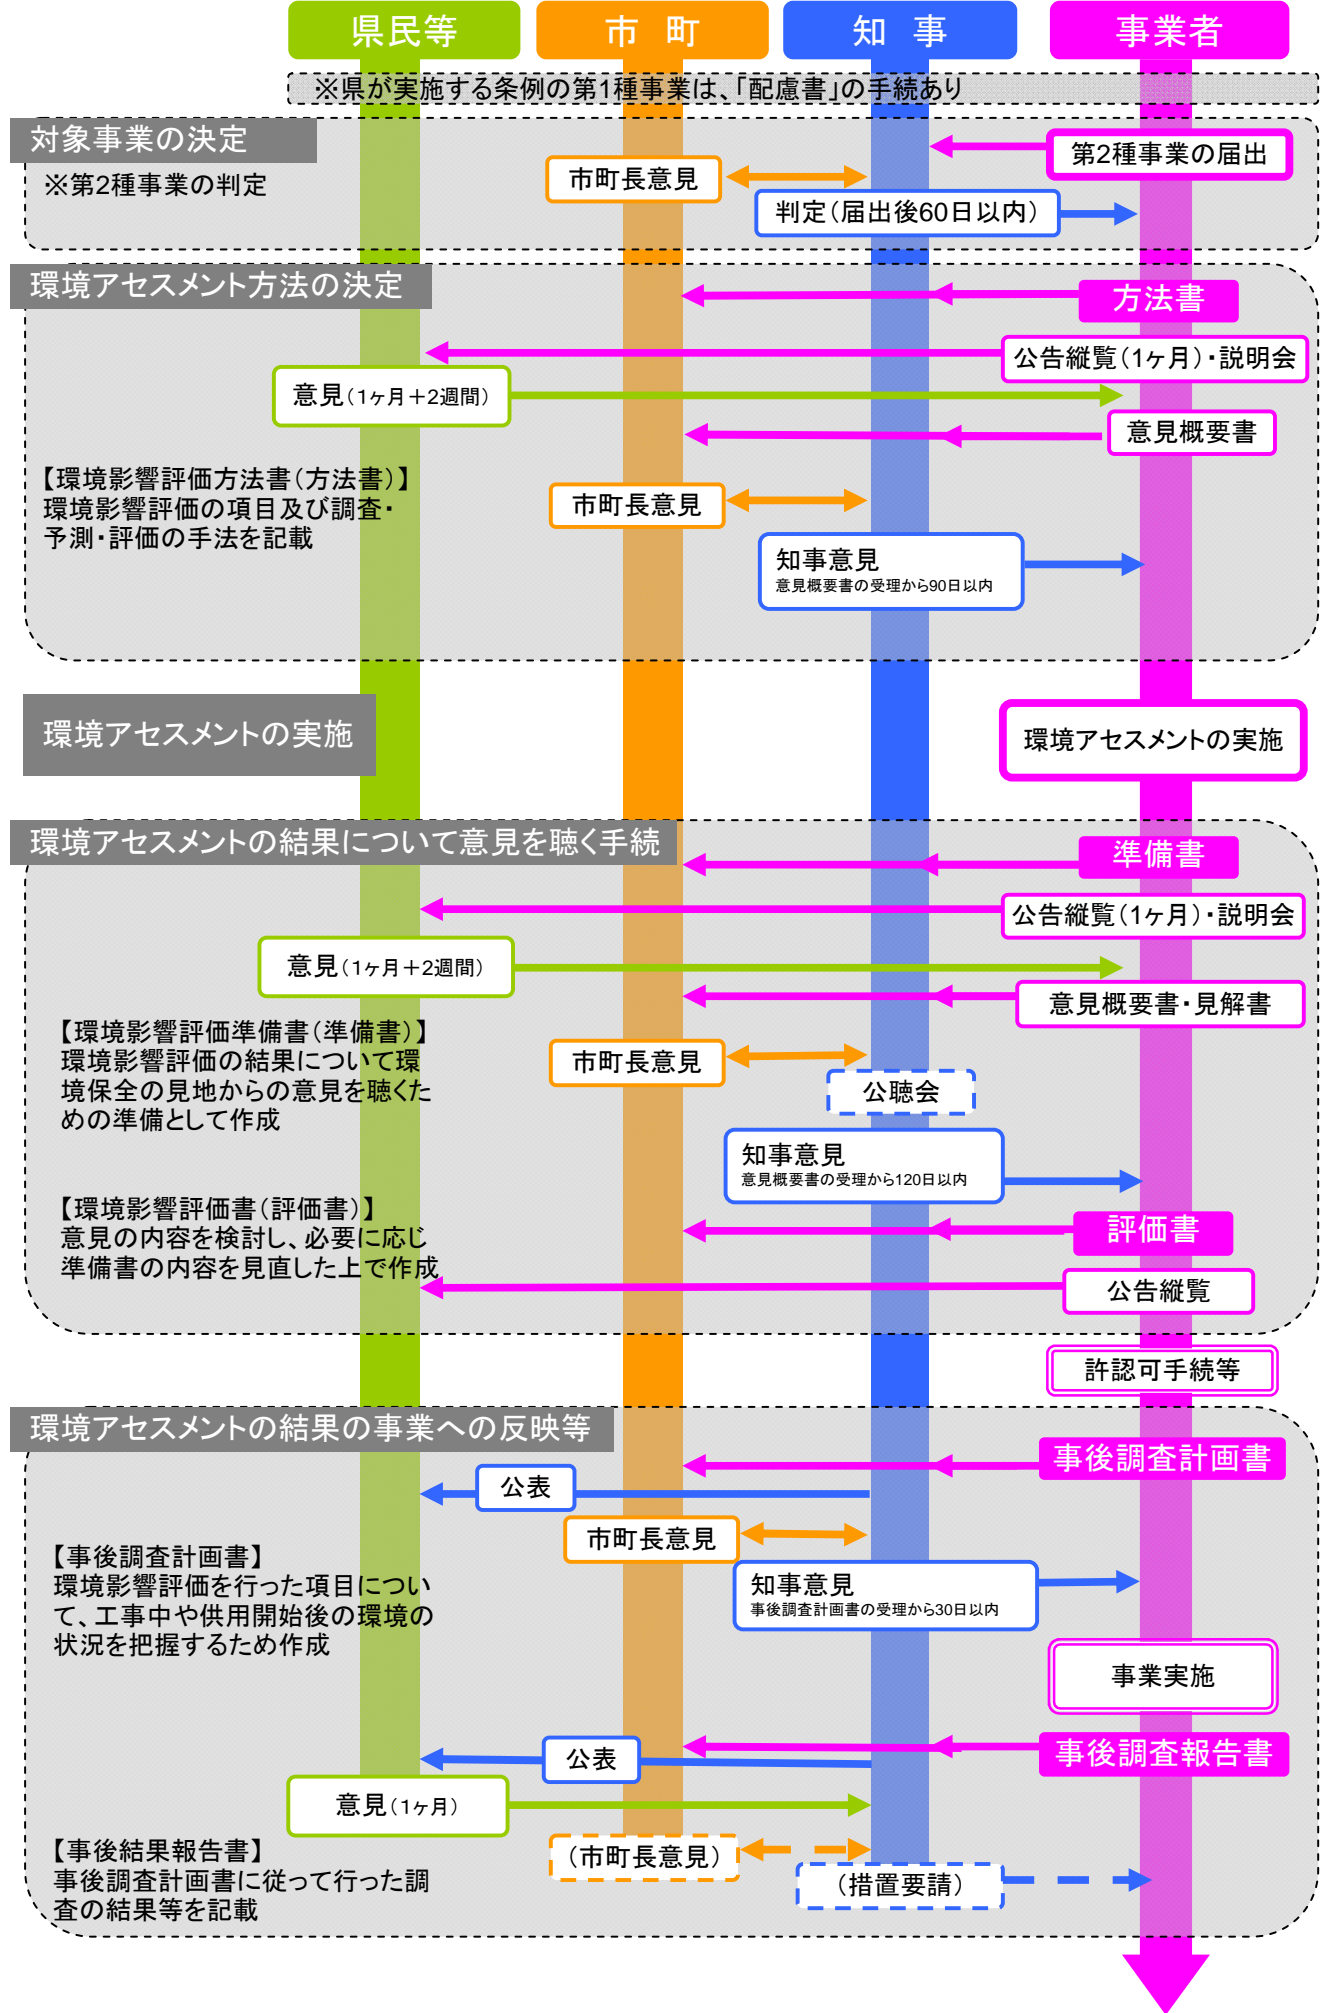 県民等
市　町
知　事
事業者
※県が実施する条例の第1種事業は、「配慮書」の手続あり
対象事業の決定
※第2種事業の判定
第2種事業の届出
市町長意見
判定（届出後60日以内）
環境アセスメント方法の決定
方法書
公告縦覧（1ヶ月）・説明会
意見（1ヶ月＋2週間）
意見概要書
【環境影響評価方法書（方法書）】
環境影響評価の項目及び調査・
予測・評価の手法を記載
市町長意見
知事意見
意見概要書の受理から90日以内
環境アセスメントの実施
環境アセスメントの実施
環境アセスメントの結果について意見を聴く手続
準備書
公告縦覧（1ヶ月）・説明会
意見（1ヶ月＋2週間）
意見概要書・見解書
【環境影響評価準備書（準備書）】
環境影響評価の結果について環
境保全の見地からの意見を聴くた
めの準備として作成
市町長意見
公聴会
知事意見
意見概要書の受理から120日以内
【環境影響評価書（評価書）】
意見の内容を検討し、必要に応じ
準備書の内容を見直した上で作成
評価書
公告縦覧
許認可手続等
環境アセスメントの結果の事業への反映等
事後調査計画書
公表
市町長意見
【事後調査計画書】
環境影響評価を行った項目につい
て、工事中や供用開始後の環境の
状況を把握するため作成
知事意見
事後調査計画書の受理から30日以内
事業実施
事後調査報告書
公表
意見（1ヶ月）
【事後結果報告書】
事後調査計画書に従って行った調
査の結果等を記載
（市町長意見）
（措置要請）